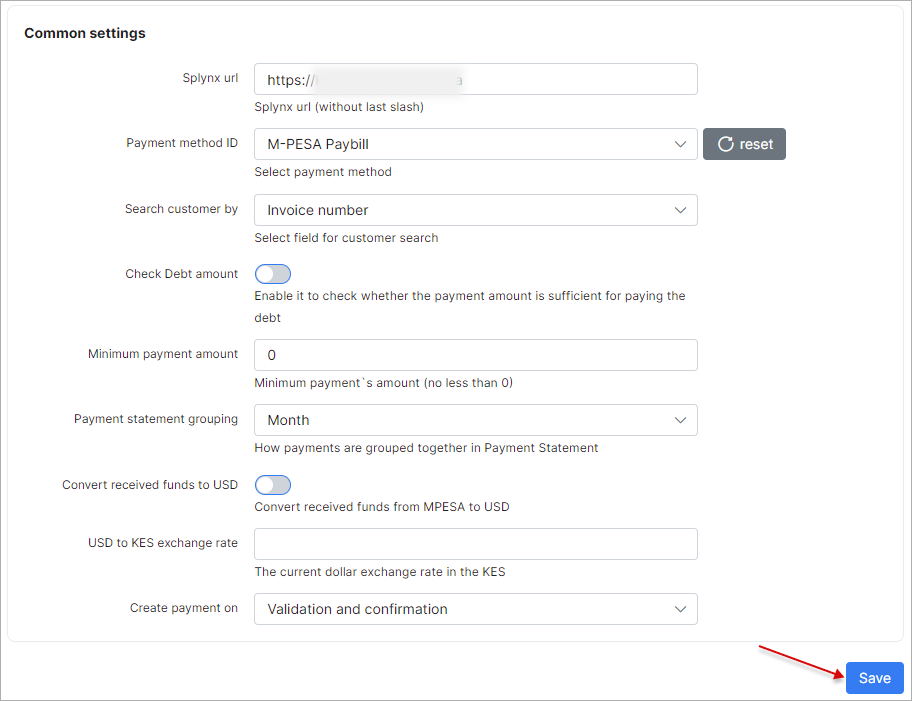 Common settings
Splynx url
https://
Splynx url (without last slash)
Payment method ID
M-PESA Paybill
reset
Select payment method
Search customer by
Invoice number
Select field for customer search
Check Debt amount
Enable it to check whether the payment amount is sufficient for paying the
debt
Minimum payment amount
0
Minimum payment`s amount (no less than 0)
Payment statement grouping
Month
How payments are grouped together in Payment Statement
Convert received funds to USD
Convert received funds from MPESA to USD
USD to KES exchange rate
The current dollar exchange rate in the KES
Create payment on
Validation and confirmation
Save